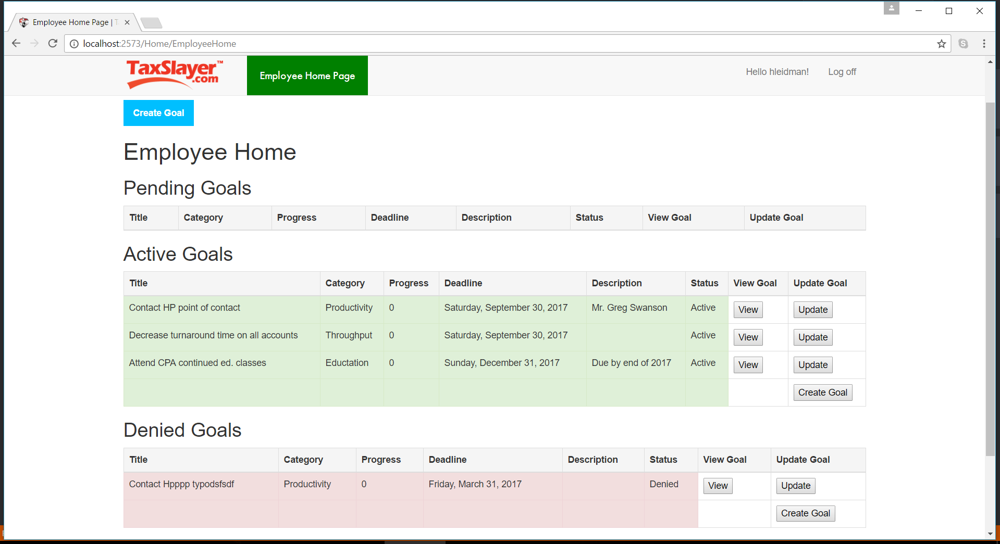 Employee Home Page | T
localhost:2573/Home/EmployeeHome
TaxSlayer™
.com
Employee Home Page
Hello hleidman!
Log off
Create Goal
Employee Home
Pending Goals
Title Category Progress Deadline Description Status View Goal Update Goal
Active Goals
Title Category Progress Deadline Description Status View Goal Update Goal
Contact HP point of contact Productivity 0 Saturday, September 30, 2017 Mr. Greg Swanson Active View Update
Decrease turnaround time on all accounts Throughput 0 Saturday, September 30, 2017 Active View Update
Attend CPA continued ed. classes Eductation 0 Sunday, December 31, 2017 Due by end of 2017 Active View Update
Create Goal
Denied Goals
Title Category Progress Deadline Description Status View Goal Update Goal
Contact Hpppp typodsfsdf Productivity 0 Friday, March 31, 2017 Denied View Update
Create Goal